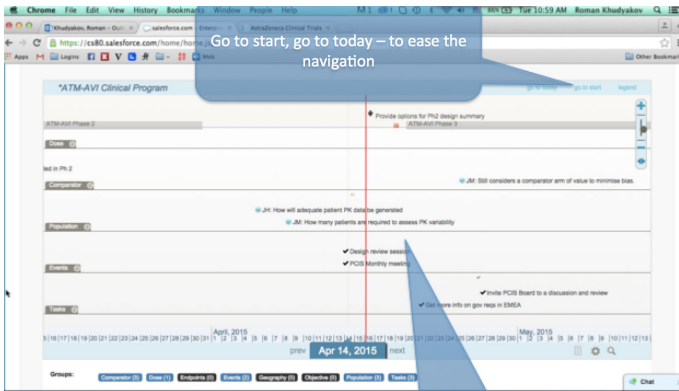 Chrome File Edit View History Bookmarks Window People Help
86% Tue 10:59 AM Roman Khudyakov
Khudyakov, Roman - Outl
salesforce.com - Enterpris
AstraZeneca Clinical Trials
https://cs80.salesforce.com/home/home.js
Go to start, go to today – to ease the
navigation
Apps Logins Web Other Bookmar
*ATM-AVI Clinical Program
go to today go to start legend
Provide options for Ph2 design summary
ATM-AVI Phase 2
ATM-AVI Phase 3
Dose
ted in Ph 2
Comparator
JM: Still considers a comparator arm of value to minimise bias.
JH: How will adequate patient PK data be generated
JM: How many patients are required to assess PK variability
Population
Design review session
PCIS Monthly meeting
Events
Invite PCIS Board to a discussion and review
Get more info on gov reqs in EMEA
Tasks
April, 2015
May, 2015
prev Apr 14, 2015 next
Groups: Comparator (3) Dose (1) Endpoints (0) Events (2) Geography (0) Objective (0) Population (3) Tasks (3)
Chat